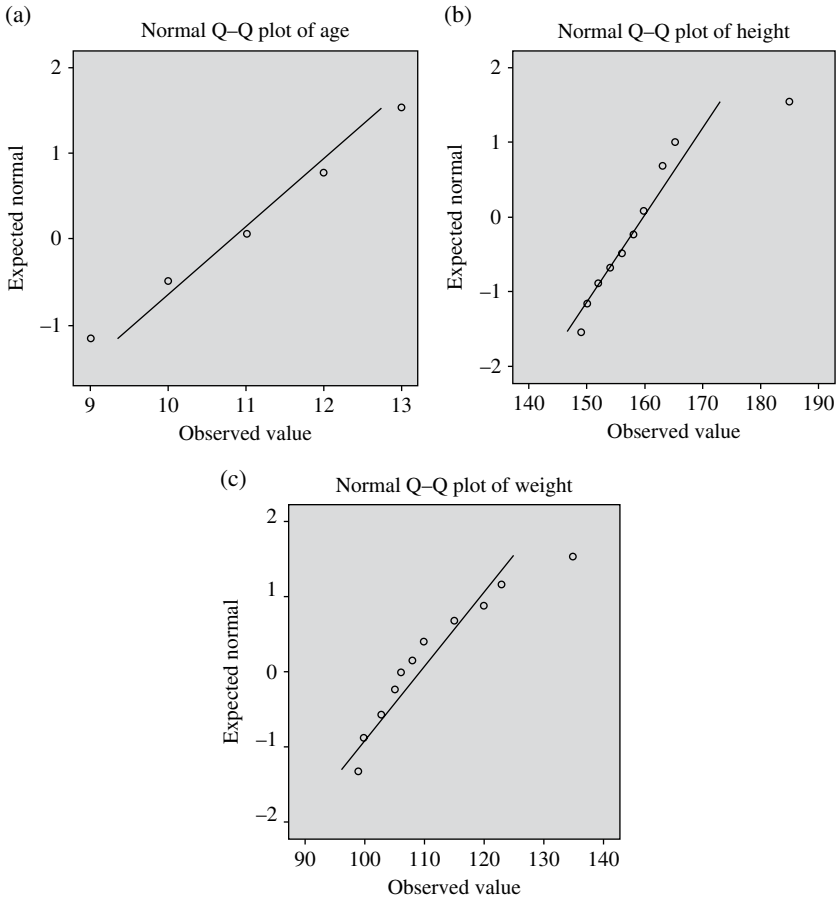 (a)
Normal Q–Q plot of age
2
1
0
–1
Expected normal
9 10 11 12 13
Observed value
(b)
Normal Q–Q plot of height
2
1
0
–1
–2
Expected normal
140 150 160 170 180 190
Observed value
(c)
Normal Q–Q plot of weight
2
1
0
–1
–2
Expected normal
90 100 110 120 130 140
Observed value